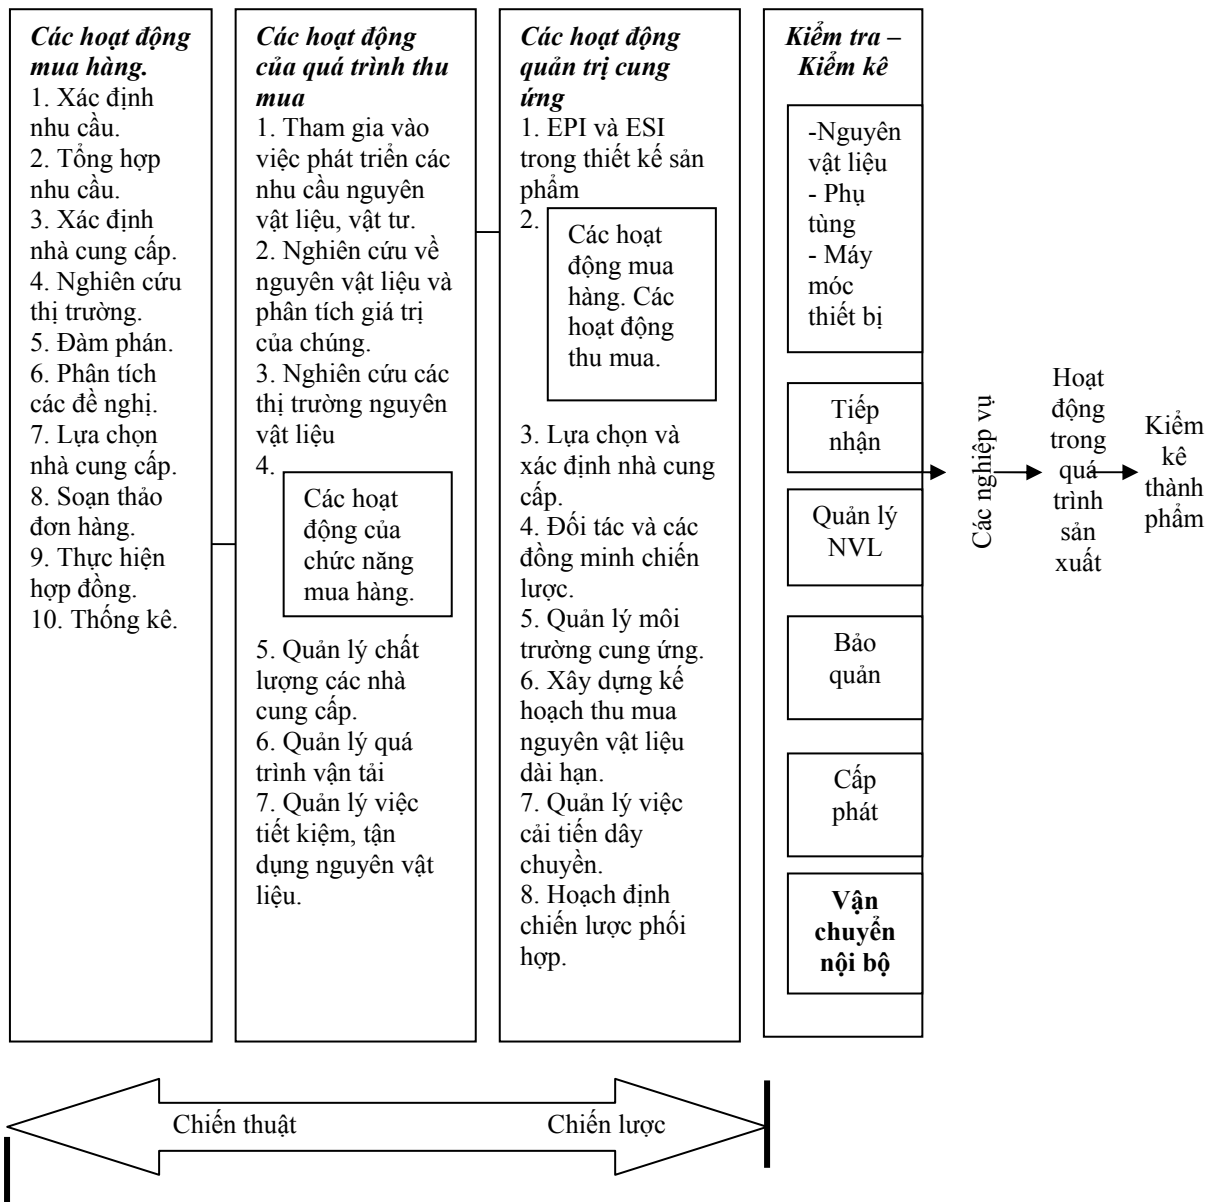 Các hoạt động
mua hàng.
1. Xác định
nhu cầu.
2. Tổng hợp
nhu cầu.
3. Xác định
nhà cung cấp.
4. Nghiên cứu
thị trường.
5. Đàm phán.
6. Phân tích
các đề nghị.
7. Lựa chọn
nhà cung cấp.
8. Soạn thảo
đơn hàng.
9. Thực hiện
hợp đồng.
10. Thống kê.
Các hoạt động
của quá trình thu
mua
1. Tham gia vào
việc phát triển các
nhu cầu nguyên
vật liệu, vật tư.
2. Nghiên cứu về
nguyên vật liệu và
phân tích giá trị
của chúng.
3. Nghiên cứu các
thị trường nguyên
vật liệu
4.
Các hoạt
động của
chức năng
mua hàng.
5. Quản lý chất
lượng các nhà
cung cấp.
6. Quản lý quá
trình vận tải
7. Quản lý việc
tiết kiệm, tận
dụng nguyên vật
liệu.
Các hoạt động
quản trị cung
ứng
1. EPI và ESI
trong thiết kế sản
phẩm
2.
Các hoạt
động mua
hàng. Các
hoạt động
thu mua.
3. Lựa chọn và
xác định nhà cung
cấp.
4. Đối tác và các
đồng minh chiến
lược.
5. Quản lý môi
trường cung ứng.
6. Xây dựng kế
hoạch thu mua
nguyên vật liệu
dài hạn.
7. Quản lý việc
cải tiến dây
chuyền.
8. Hoạch định
chiến lược phối
hợp.
Kiểm tra –
Kiểm kê
-Nguyên
vật liệu
- Phụ
tùng
- Máy
móc
thiết bị
Tiếp
nhận
Quản lý
NVL
Bảo
quản
Cấp
phát
Vận
chuyển
nội bộ
Các nghiệp vụ
Hoạt
động
trong
quá
trình
sản
xuất
Kiểm
kê
thành
phẩm
Chiến thuật
Chiến lược